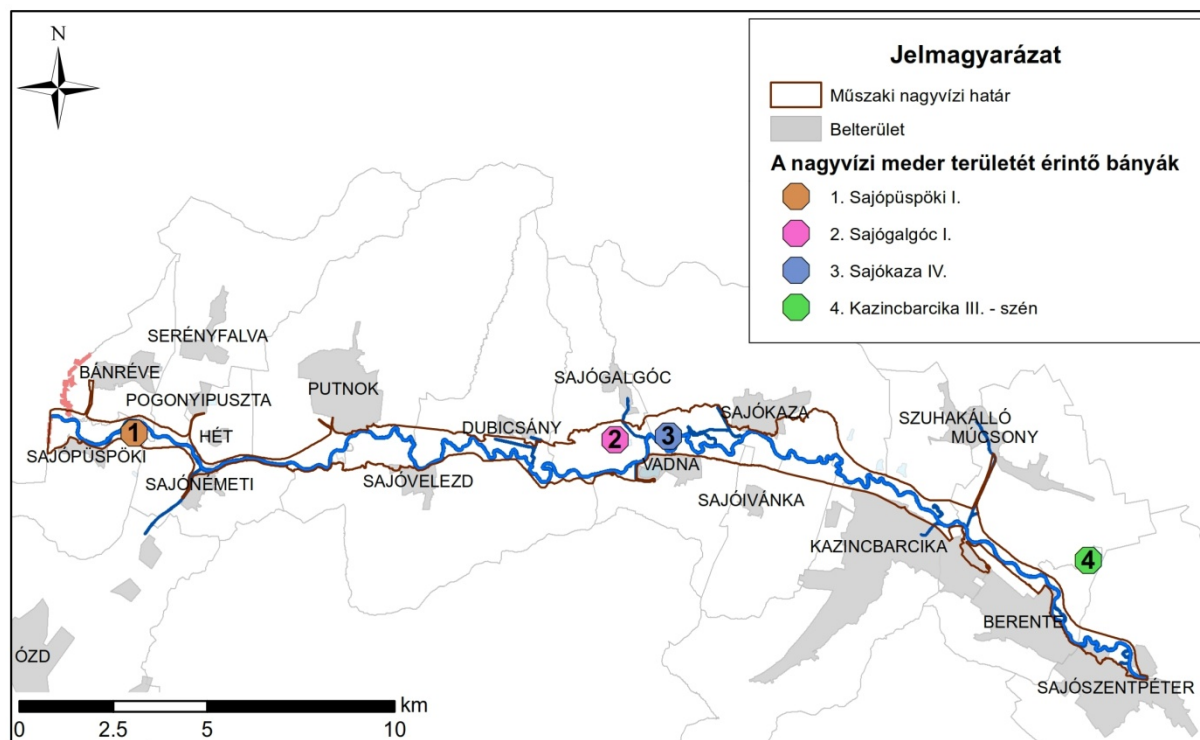 N
Jelmagyarázat
Műszaki nagyvízi határ
Belterület
A nagyvízi meder területét érintő bányák
1. Sajópüspöki I.
2. Sajógalgóc I.
3. Sajókaza IV.
4. Kazincbarcika III. - szén
SERÉNYFALVA
BÁNRÉVE
POGONYIPUSZTA
PUTNOK
SAJÓGALGÓC
DUBICSÁNY
SAJÓKAZA
SZUHAKÁLLÓ
MÚCSONY
1
HÉT
2
3
SAJÓPÜSPÖKI
SAJÓNÉMETI
SAJÓVELEZD
VADNA
SAJÓIVÁNKA
KAZINCBARCIKA
4
BERENTE
ÓZD
SAJÓSZENTPÉTER
km
0 2.5 5 10